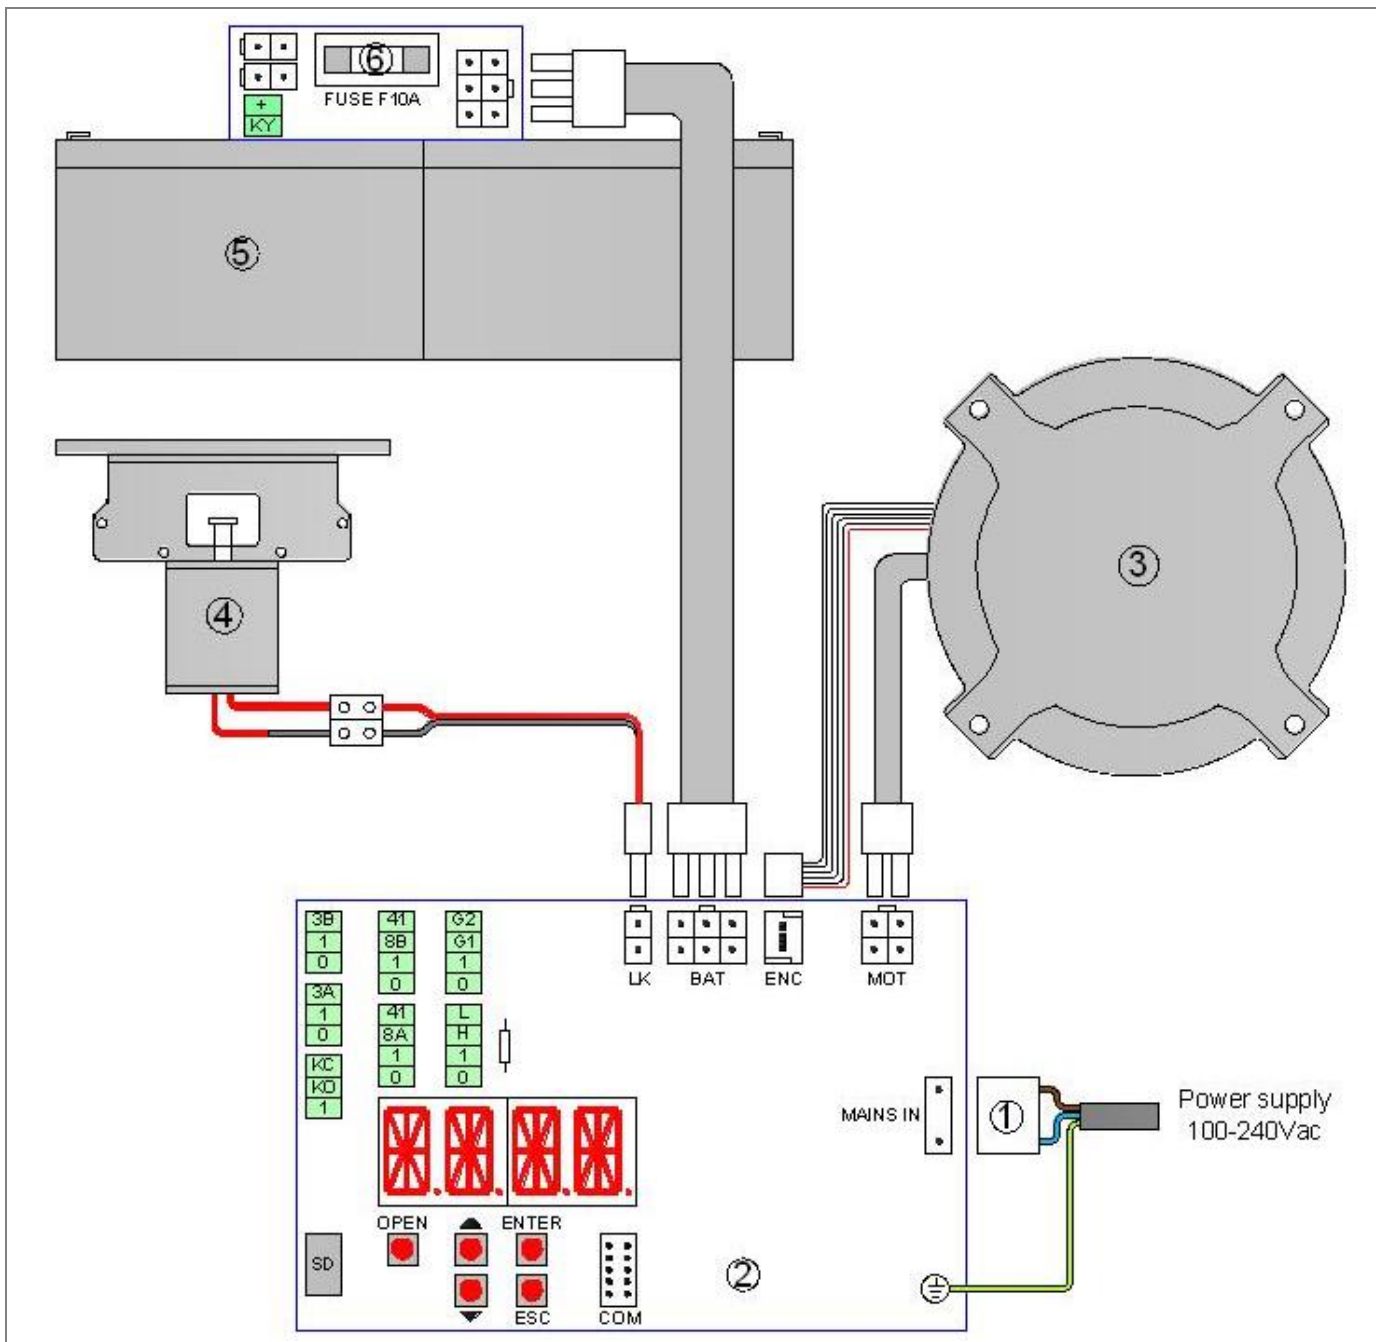 ⑥
FUSE F10A
+
KY
⑤
③
④
3B
1
0
3A
1
0
KC
KO
1
41
8B
1
0
41
8A
1
0
G2
G1
1
0
L
H
1
0
LK
BAT
ENC
MOT
MAINS IN
①
Power supply
100-240Vac
OPEN
ENTER
SD
②
ESC
COM